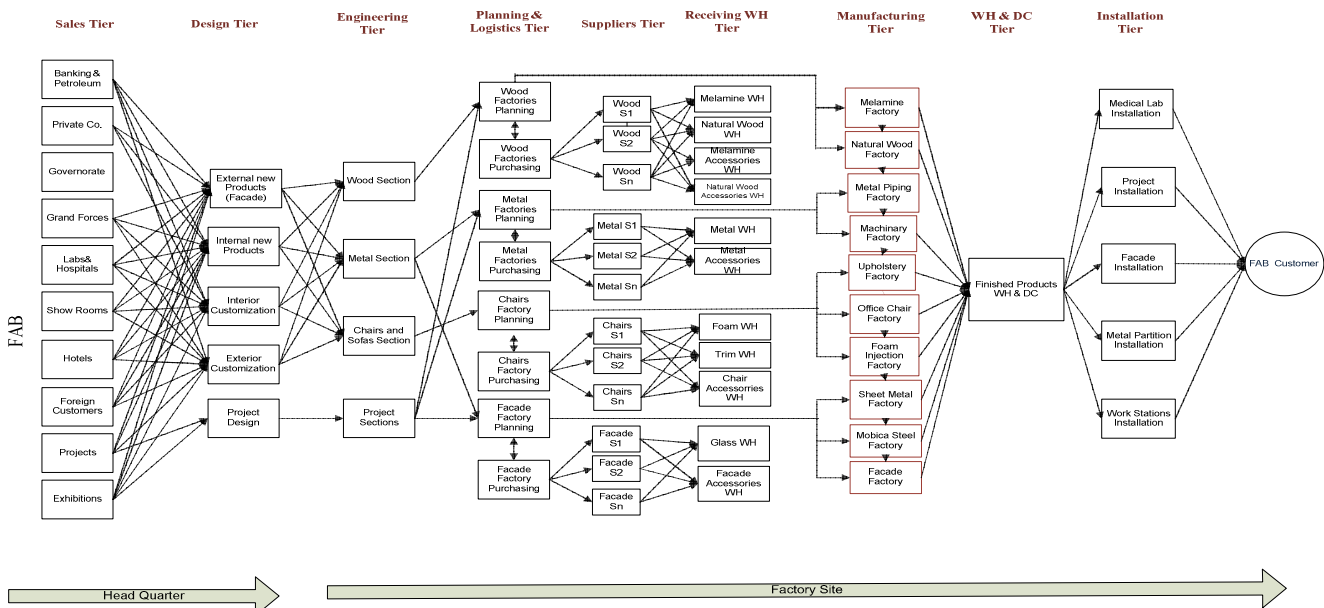 Sales Tier
Design Tier
Engineering
Tier
Planning &
Logistics Tier
Suppliers Tier
Receiving WH
Tier
Manufacturing
Tier
WH & DC
Tier
Installation
Tier
FAB
Banking &
Petroleum
Private Co.
Governorate
Grand Forces
Labs&
Hospitals
Show Rooms
Hotels
Foreign
Customers
Projects
Exhibitions
External new
Products
(Facade)
Internal new
Products
Interior
Customization
Exterior
Customization
Project
Design
Wood Section
Metal Section
Chairs and
Sofas Section
Project
Sections
Wood
Factories
Planning
Wood
Factories
Purchasing
Metal
Factories
Planning
Metal
Factories
Purchasing
Chairs
Factory
Planning
Chairs
Factory
Purchasing
Facade
Factory
Planning
Facade
Factory
Purchasing
Wood
S1
Wood
S2
Wood
Sn
Metal S1
Metal S2
Metal Sn
Chairs
S1
Chairs
S2
Chairs
Sn
Facade
S1
Facade
S2
Facade
Sn
Melamine WH
Natural Wood
WH
Melamine
Accessories
WH
Natural Wood
Accessories WH
Metal WH
Metal
Accessories
WH
Foam WH
Trim WH
Chair
Accessories
WH
Glass WH
Facade
Accessories
WH
Melamine
Factory
Natural Wood
Factory
Metal Piping
Factory
Machinary
Factory
Upholstery
Factory
Office Chair
Factory
Foam
Injection
Factory
Sheet Metal
Factory
Mobica Steel
Factory
Facade
Factory
Finished Products
WH & DC
Medical Lab
Installation
Project
Installation
Facade
Installation
Metal Partition
Installation
Work Stations
Installation
FAB Customer
Head Quarter
Factory Site